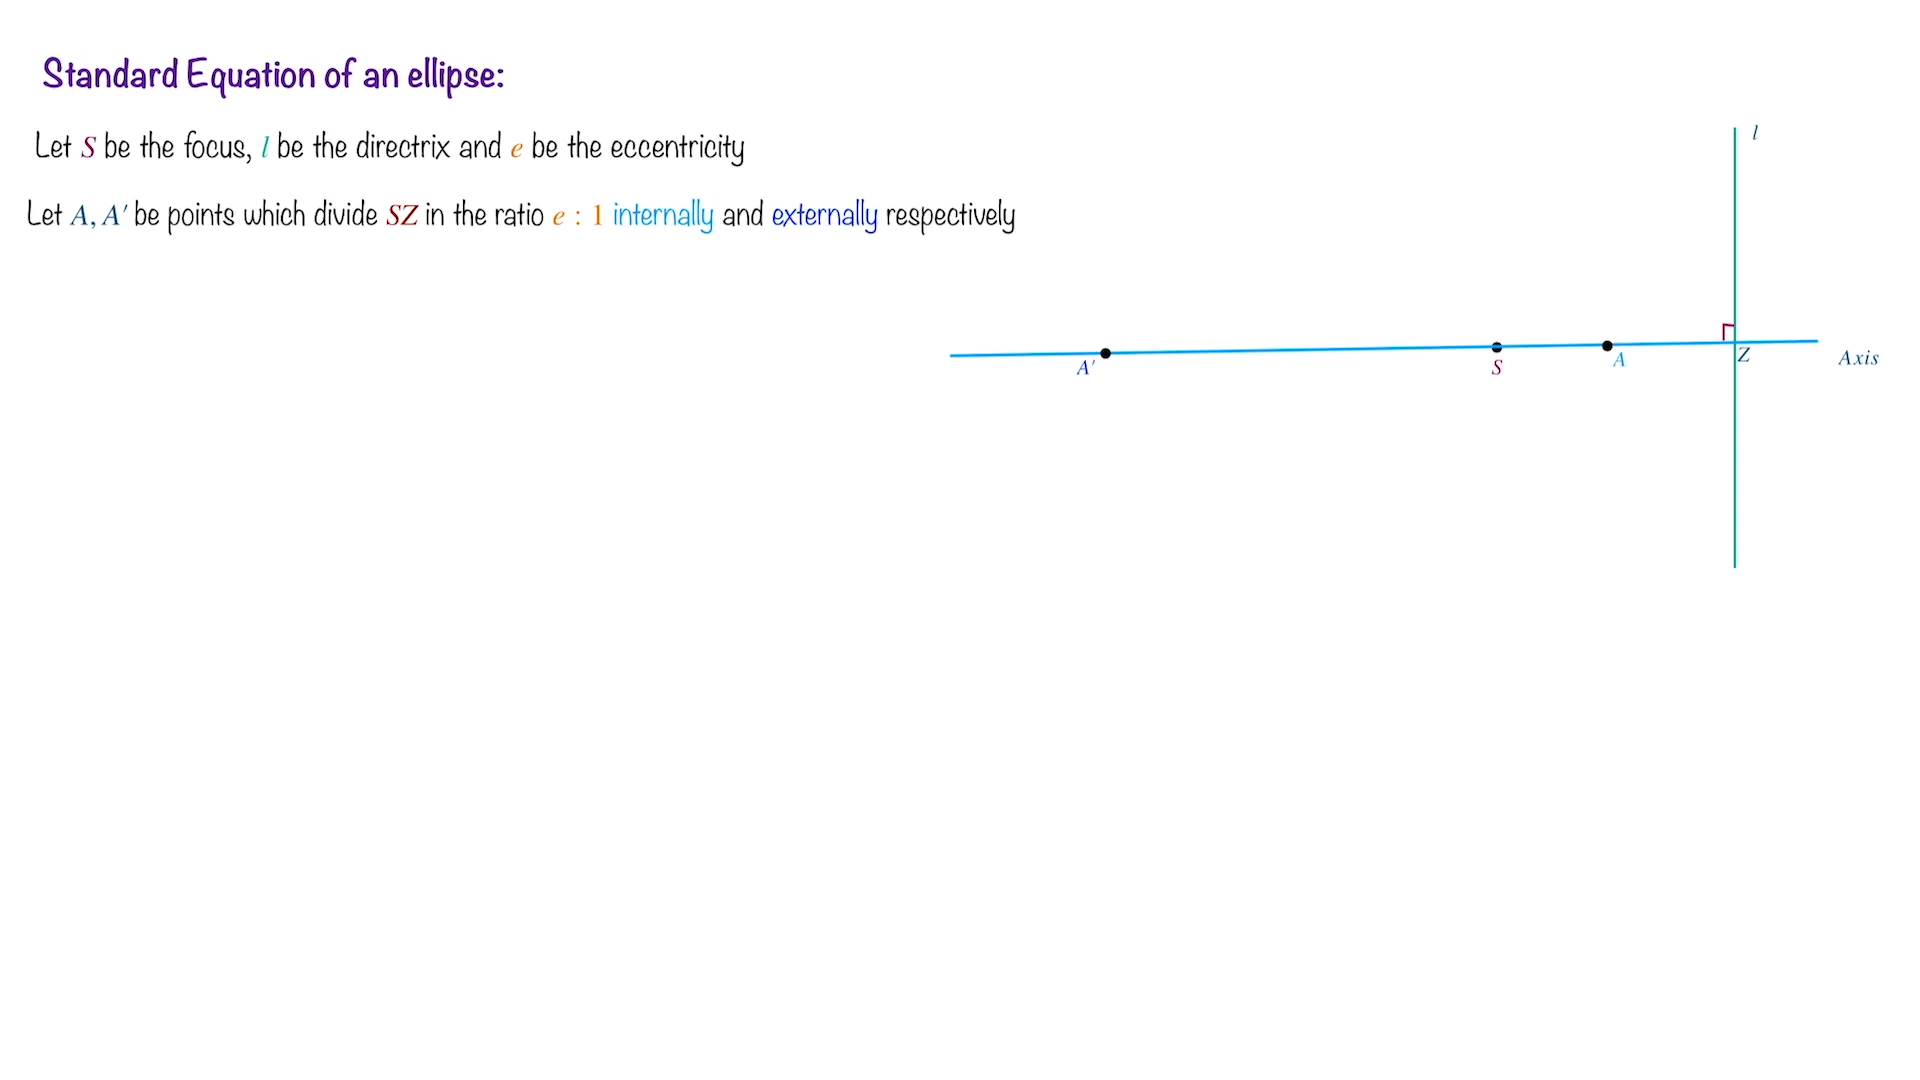 Standard Equation of an ellipse:
Let S be the focus, l be the directrix and e be the eccentricity
Let A, A′ be points which divide SZ in the ratio e : 1 internally and externally respectively
l
A′
S
A
Z
Axis